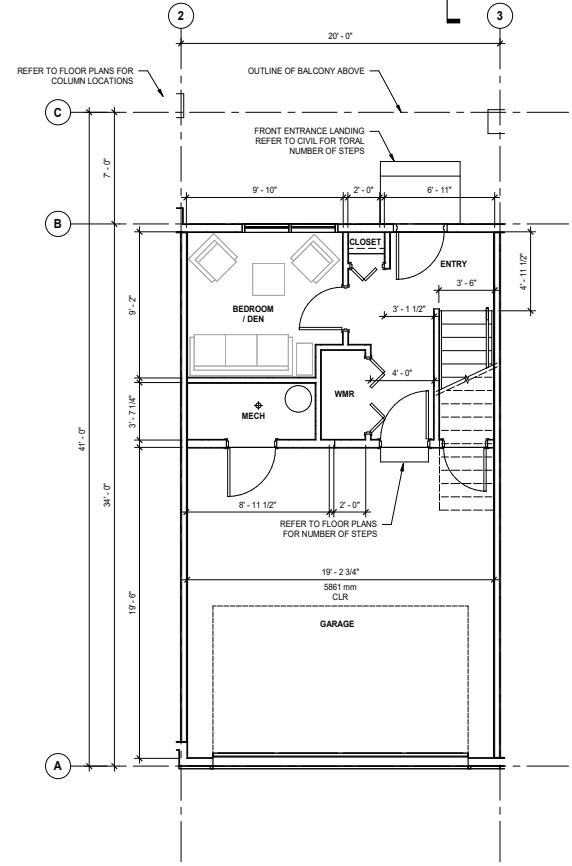 2
3
20' - 0"
REFER TO FLOOR PLANS FOR
COLUMN LOCATIONS
OUTLINE OF BALCONY ABOVE
C
FRONT ENTRANCE LANDING
REFER TO CIVIL FOR TORAL
NUMBER OF STEPS
7' - 0"
9' - 10"
2' - 0"
6' - 11"
B
CLOSET
ENTRY
4' - 11 1/2"
3' - 6"
9' - 2"
BEDROOM
/ DEN
3' - 1 1/2"
4' - 0"
WMR
3' - 7 1/4"
MECH
41' - 0"
34' - 0"
8' - 11 1/2"
2' - 0"
REFER TO FLOOR PLANS
FOR NUMBER OF STEPS
19' - 2 3/4"
5861 mm
CLR
19' - 6"
GARAGE
A